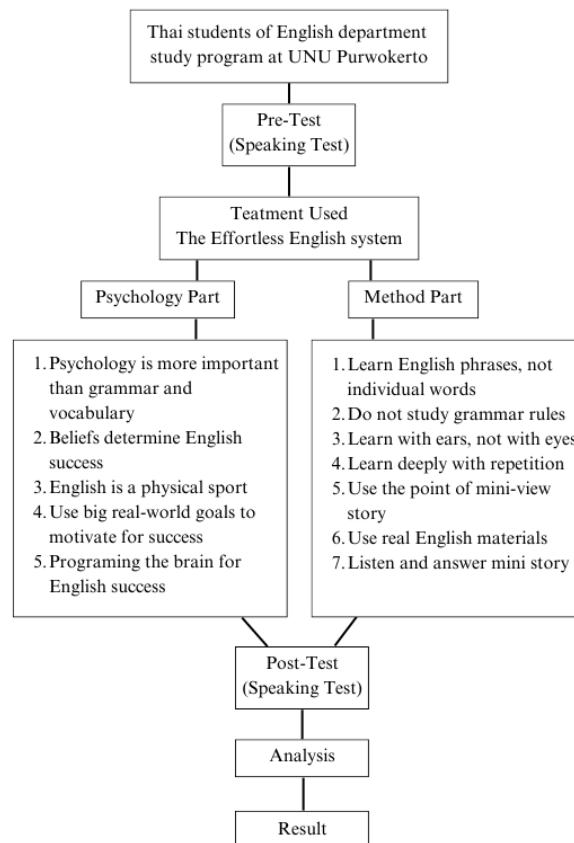 Thai students of English department
study program at UNU Purwokerto
Pre-Test
(Speaking Test)
Teatment Used
The Effortless English system
Psychology Part
Method Part
1. Psychology is more important
than grammar and
vocabulary
2. Beliefs determine English
success
3. English is a physical sport
4. Use big real-world goals to
motivate for success
5. Programing the brain for
English success
1. Learn English phrases, not
individual words
2. Do not study grammar rules
3. Learn with ears, not with eyes
4. Learn deeply with repetition
5. Use the point of mini-view
story
6. Use real English materials
7. Listen and answer mini story
Post-Test
(Speaking Test)
Analysis
Result